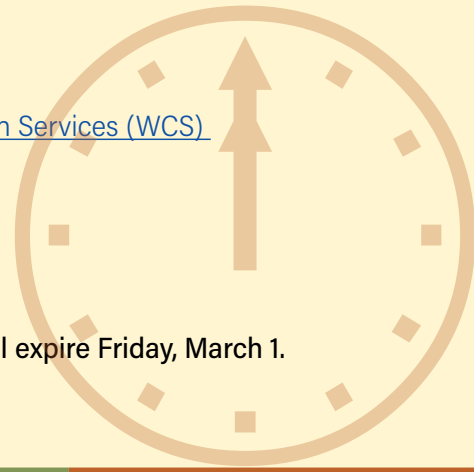 n Services (WCS)
l expire Friday, March 1.